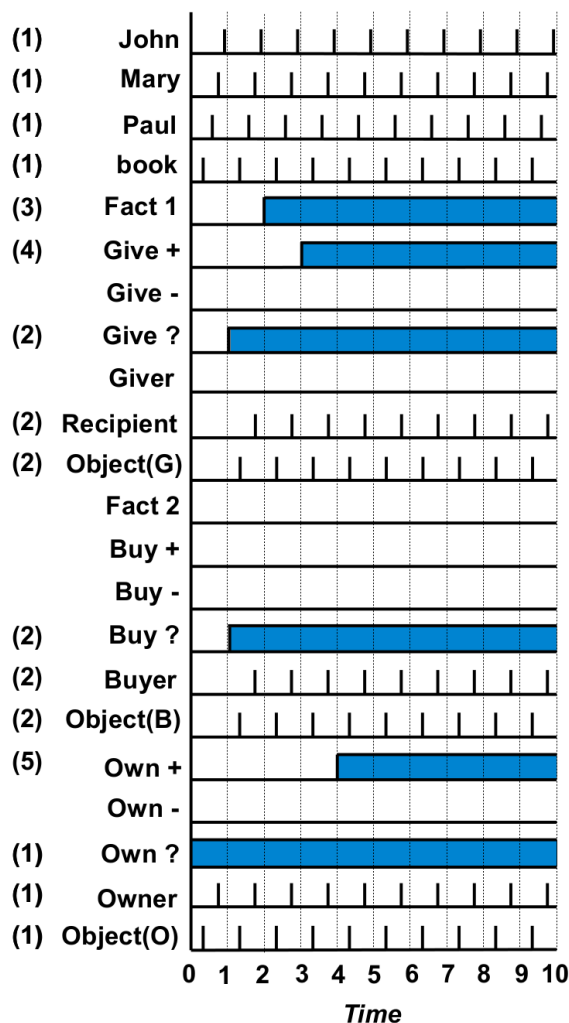 (1) John
(1) Mary
(1) Paul
(1) book
(3) Fact 1
(4) Give +
Give -
(2) Give ?
Giver
(2) Recipient
(2) Object(G)
Fact 2
Buy +
Buy -
(2) Buy ?
(2) Buyer
(2) Object(B)
(5) Own +
Own -
(1) Own ?
(1) Owner
(1) Object(O)
0 1 2 3 4 5 6 7 8 9 10
Time